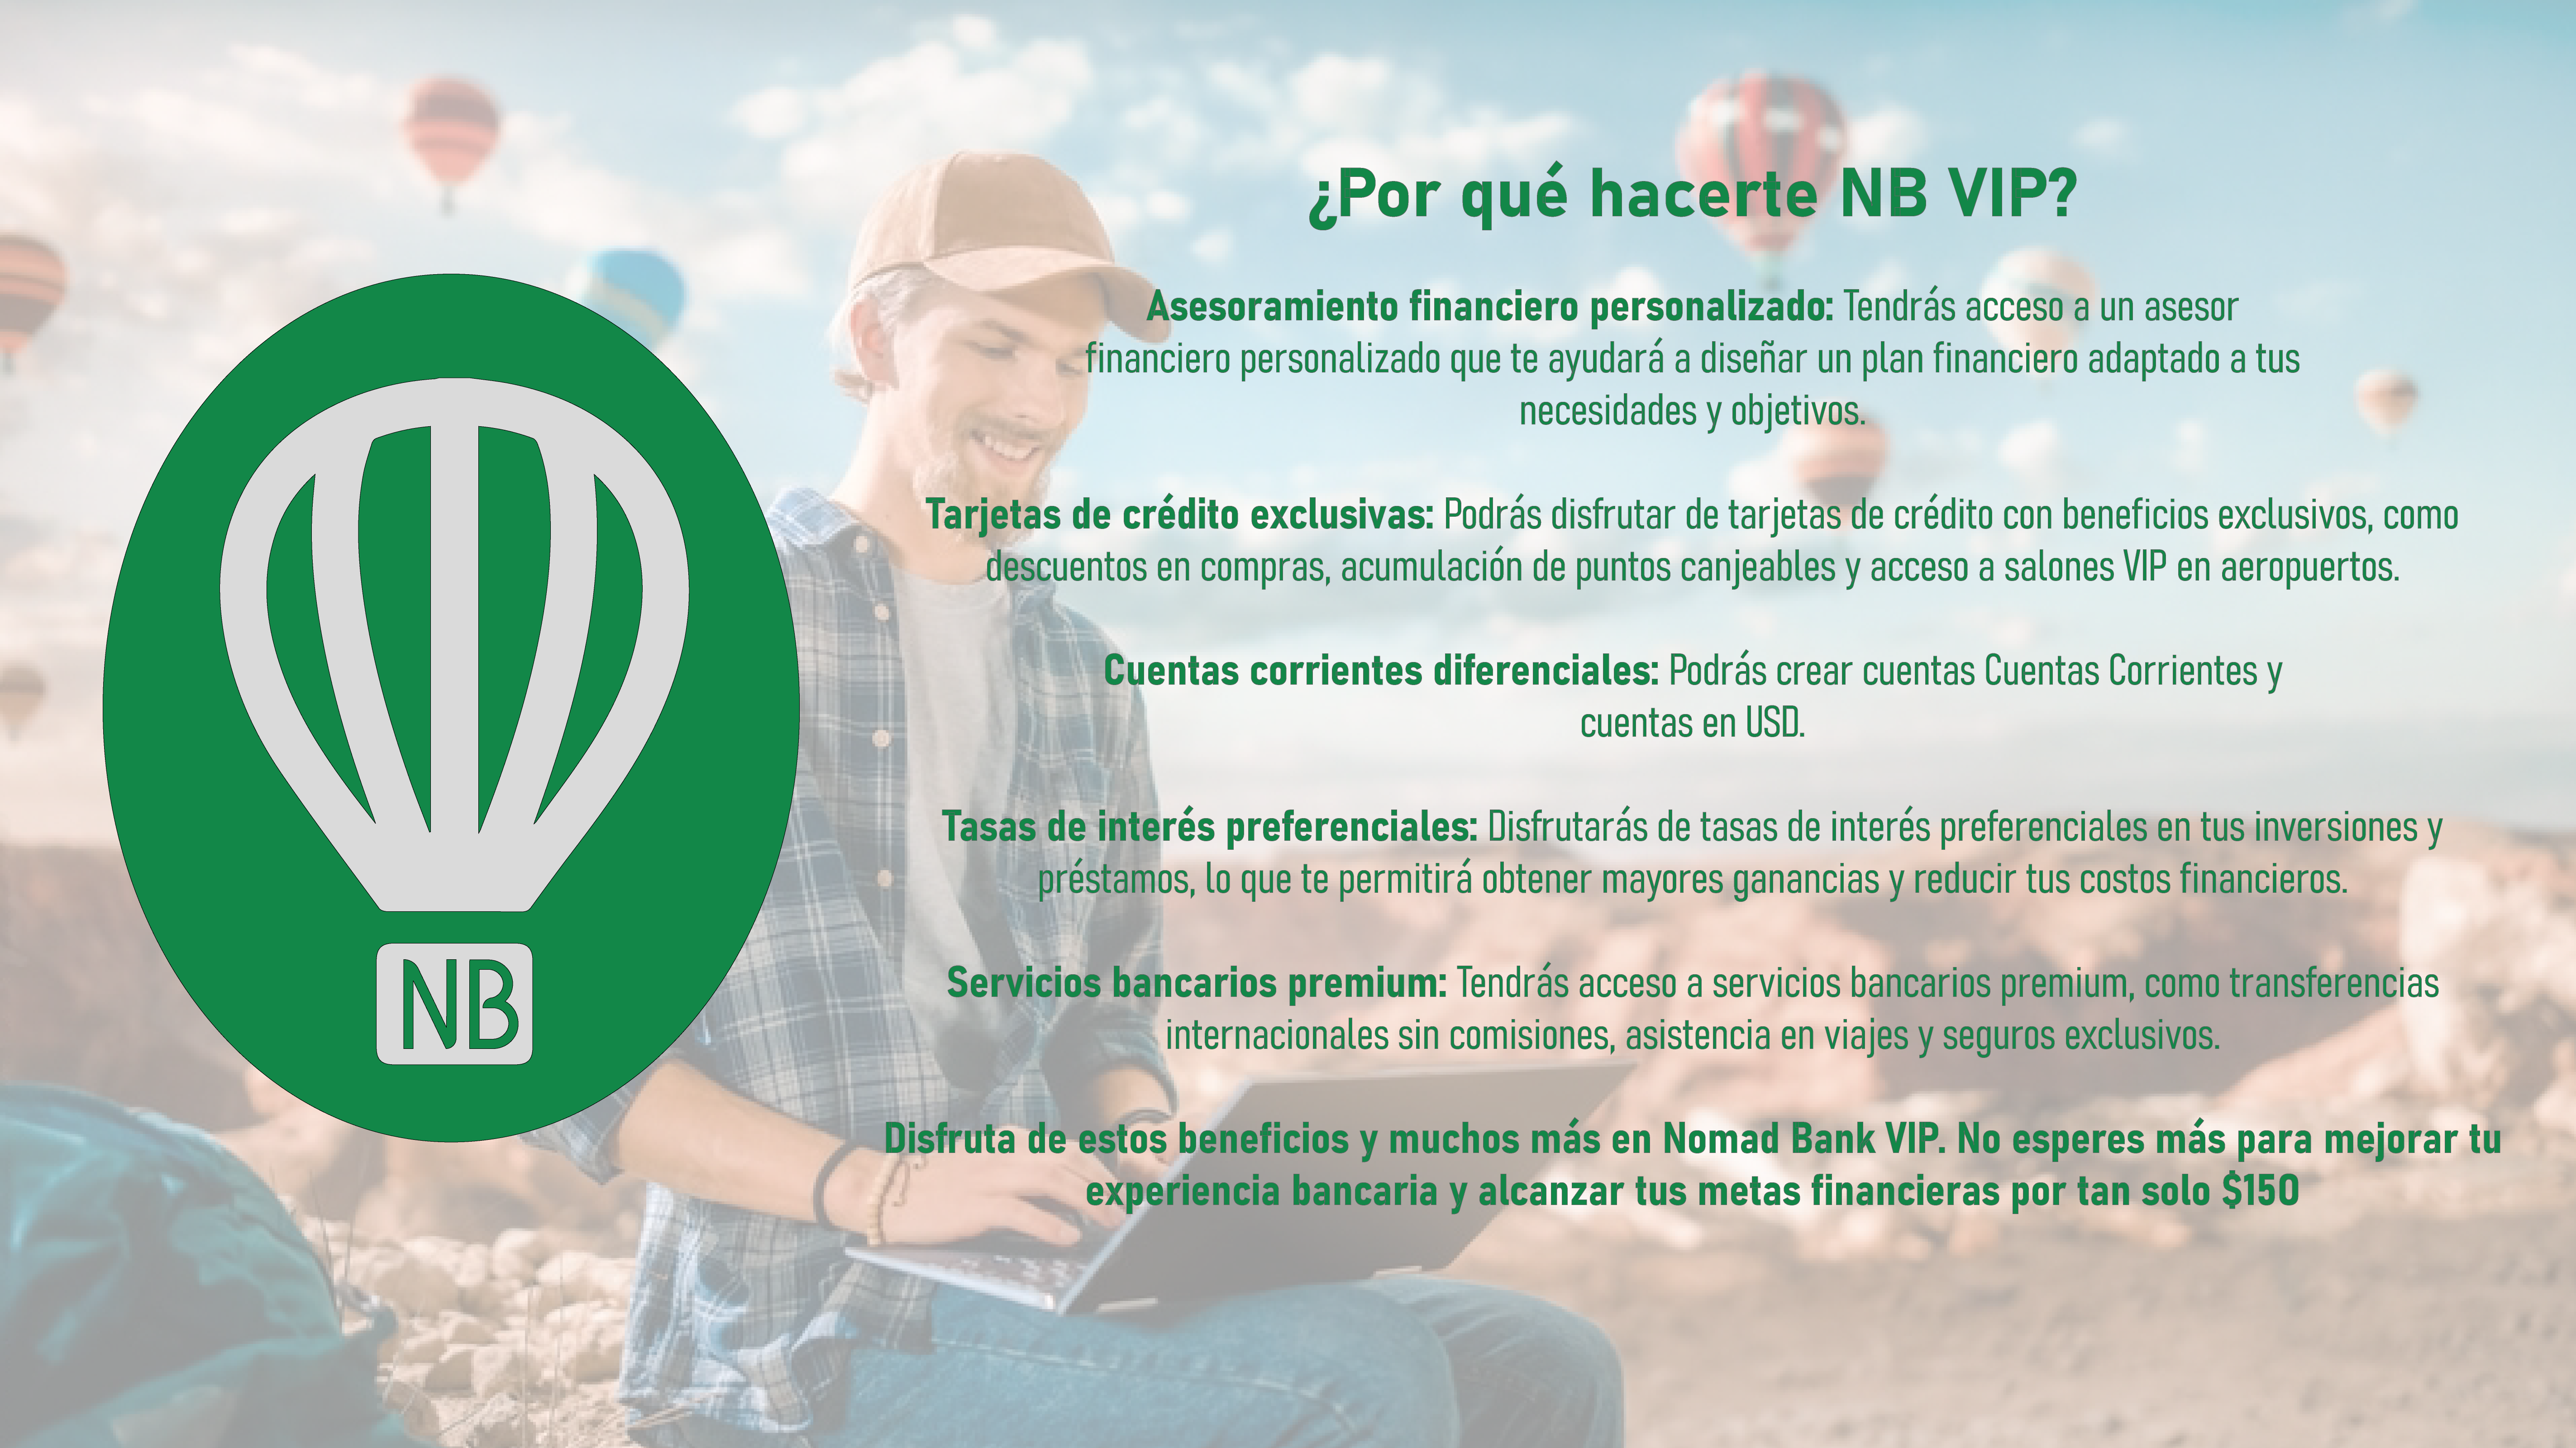 ¿Por qué hacerte NB VIP?
Asesoramiento financiero personalizado: Tendrás acceso a un asesor
financiero personalizado que te ayudará a diseñar un plan financiero adaptado a tus
necesidades y objetivos.
Tarjetas de crédito exclusivas: Podrás disfrutar de tarjetas de crédito con beneficios exclusivos, como
descuentos en compras, acumulación de puntos canjeables y acceso a salones VIP en aeropuertos.
Cuentas corrientes diferenciales: Podrás crear cuentas Cuentas Corrientes y
cuentas en USD.
Tasas de interés preferenciales: Disfrutarás de tasas de interés preferenciales en tus inversiones y
préstamos, lo que te permitirá obtener mayores ganancias y reducir tus costos financieros.
Servicios bancarios premium: Tendrás acceso a servicios bancarios premium, como transferencias
internacionales sin comisiones, asistencia en viajes y seguros exclusivos.
Disfruta de estos beneficios y muchos más en Nomad Bank VIP. No esperes más para mejorar tu
experiencia bancaria y alcanzar tus metas financieras por tan solo $150
NB